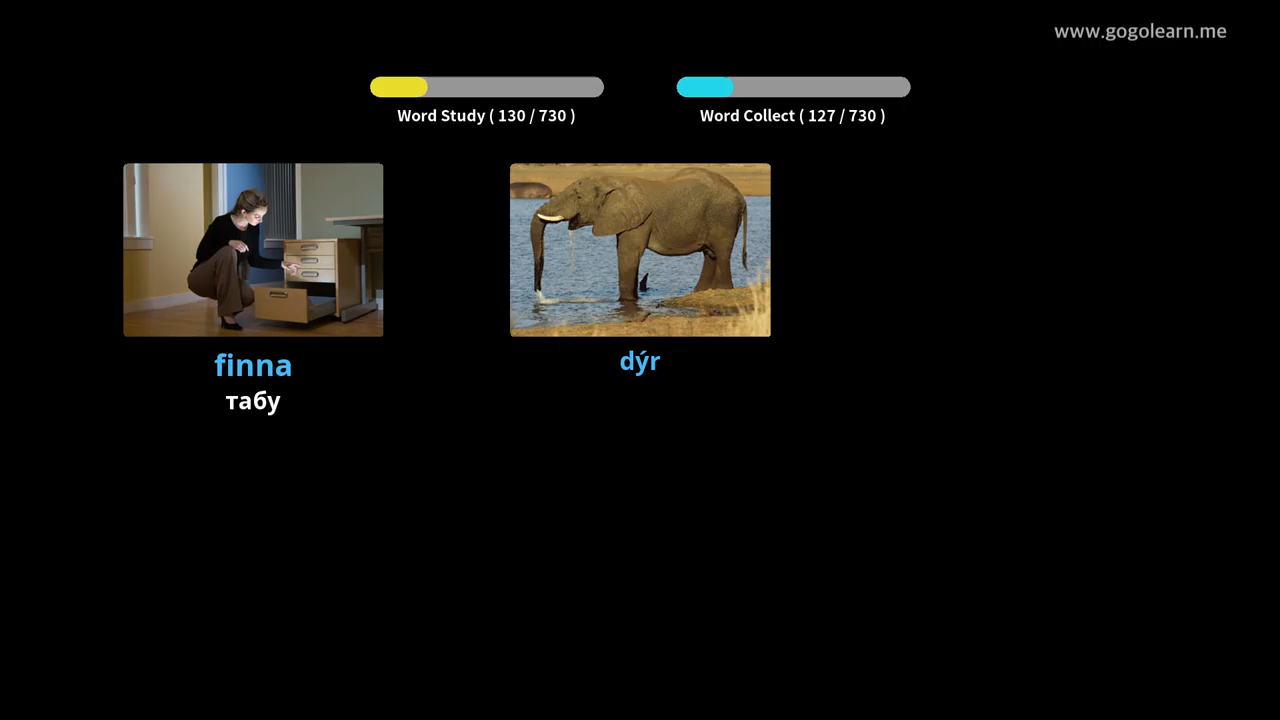 www.gogolearn.me
Word Study ( 130 / 730 )
Word Collect ( 127 / 730 )
finna
табу
dýr